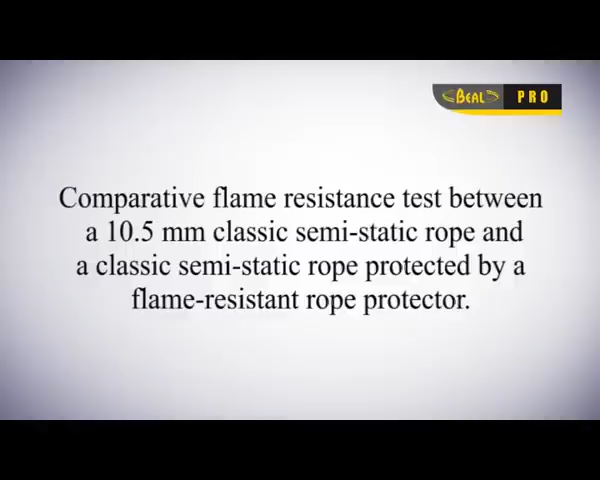 BEAL PRO
Comparative flame resistance test between
a 10.5 mm classic semi-static rope and
a classic semi-static rope protected by a
flame-resistant rope protector.